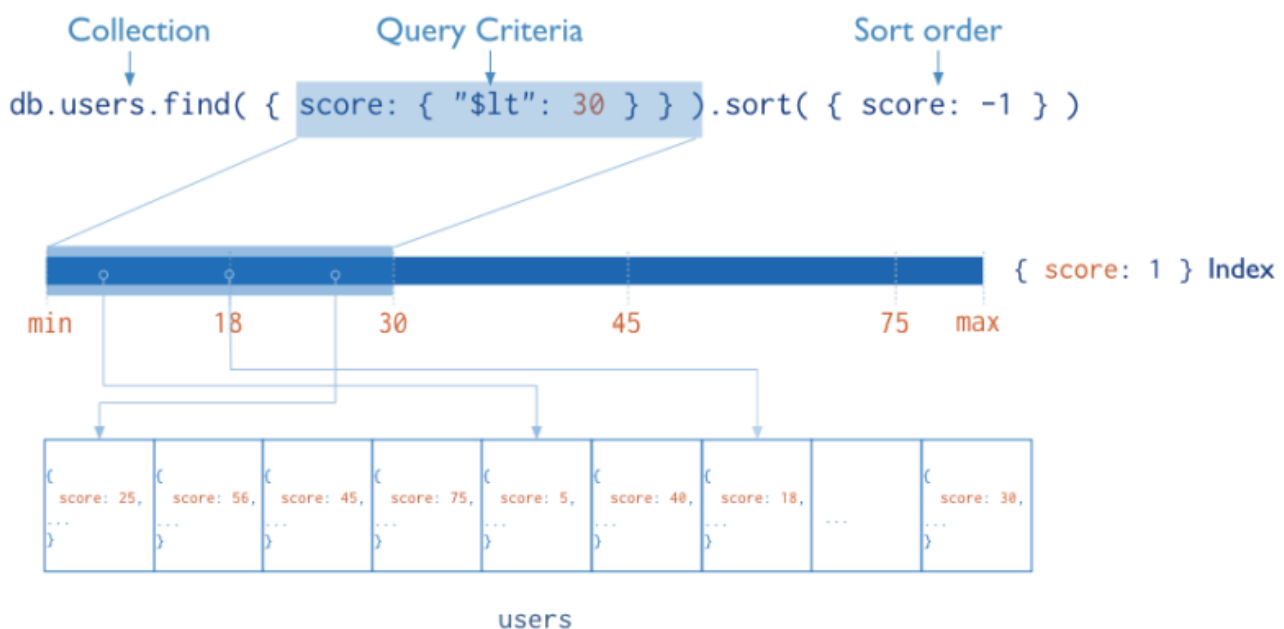 Collection Query Criteria Sort order
db.users.find( { score: { "$lt": 30 } } ).sort( { score: -1 } )
{ score: 1 } Index
min 18 30 45 75 max
{ { { { { { { {
score: 25, score: 56, score: 45, score: 75, score: 5, score: 40, score: 18, score: 30,
... ... ... ... ... ... ... ... ...
} } } } } } } }
users